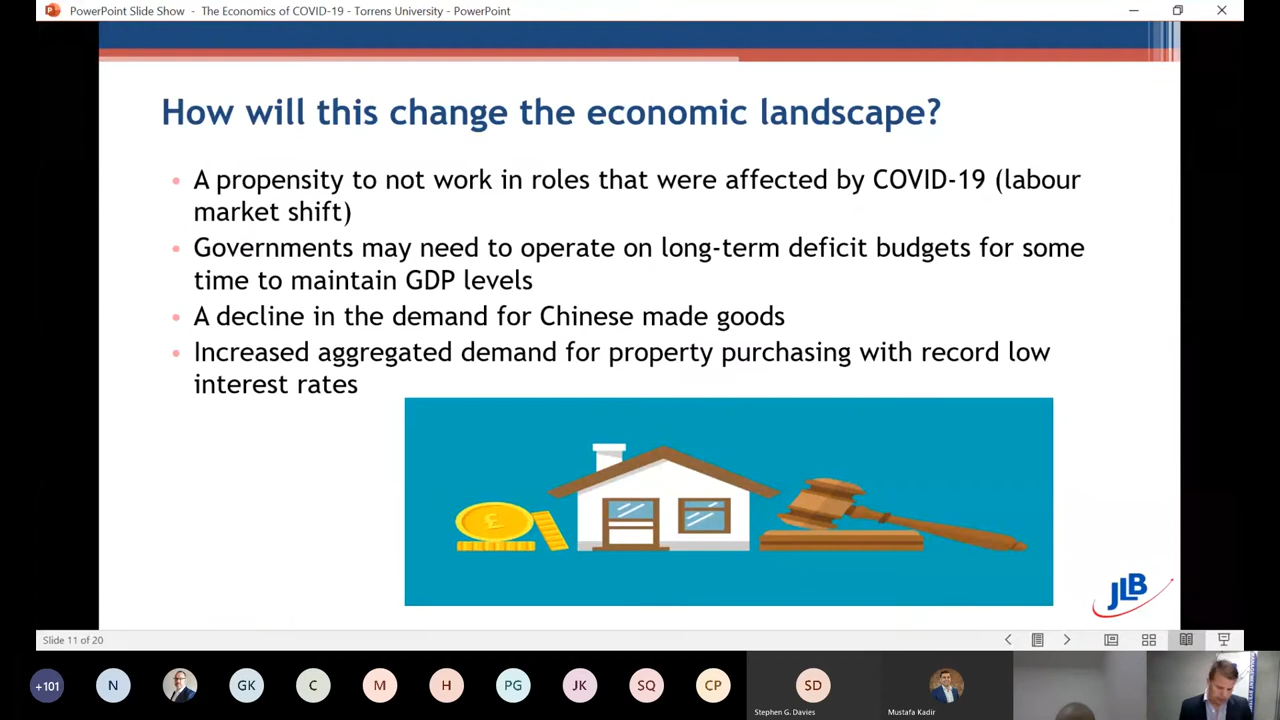 PowerPoint Slide Show - The Economics of COVID-19 - Torrens University - PowerPoint
How will this change the economic landscape?
• A propensity to not work in roles that were affected by COVID-19 (labour
market shift)
• Governments may need to operate on long-term deficit budgets for some
time to maintain GDP levels
• A decline in the demand for Chinese made goods
• Increased aggregated demand for property purchasing with record low
interest rates
£
JLB
Slide 11 of 20
+101 N GK C M H PG JK SQ CP SD
Stephen G. Davies Mustafa Kadir